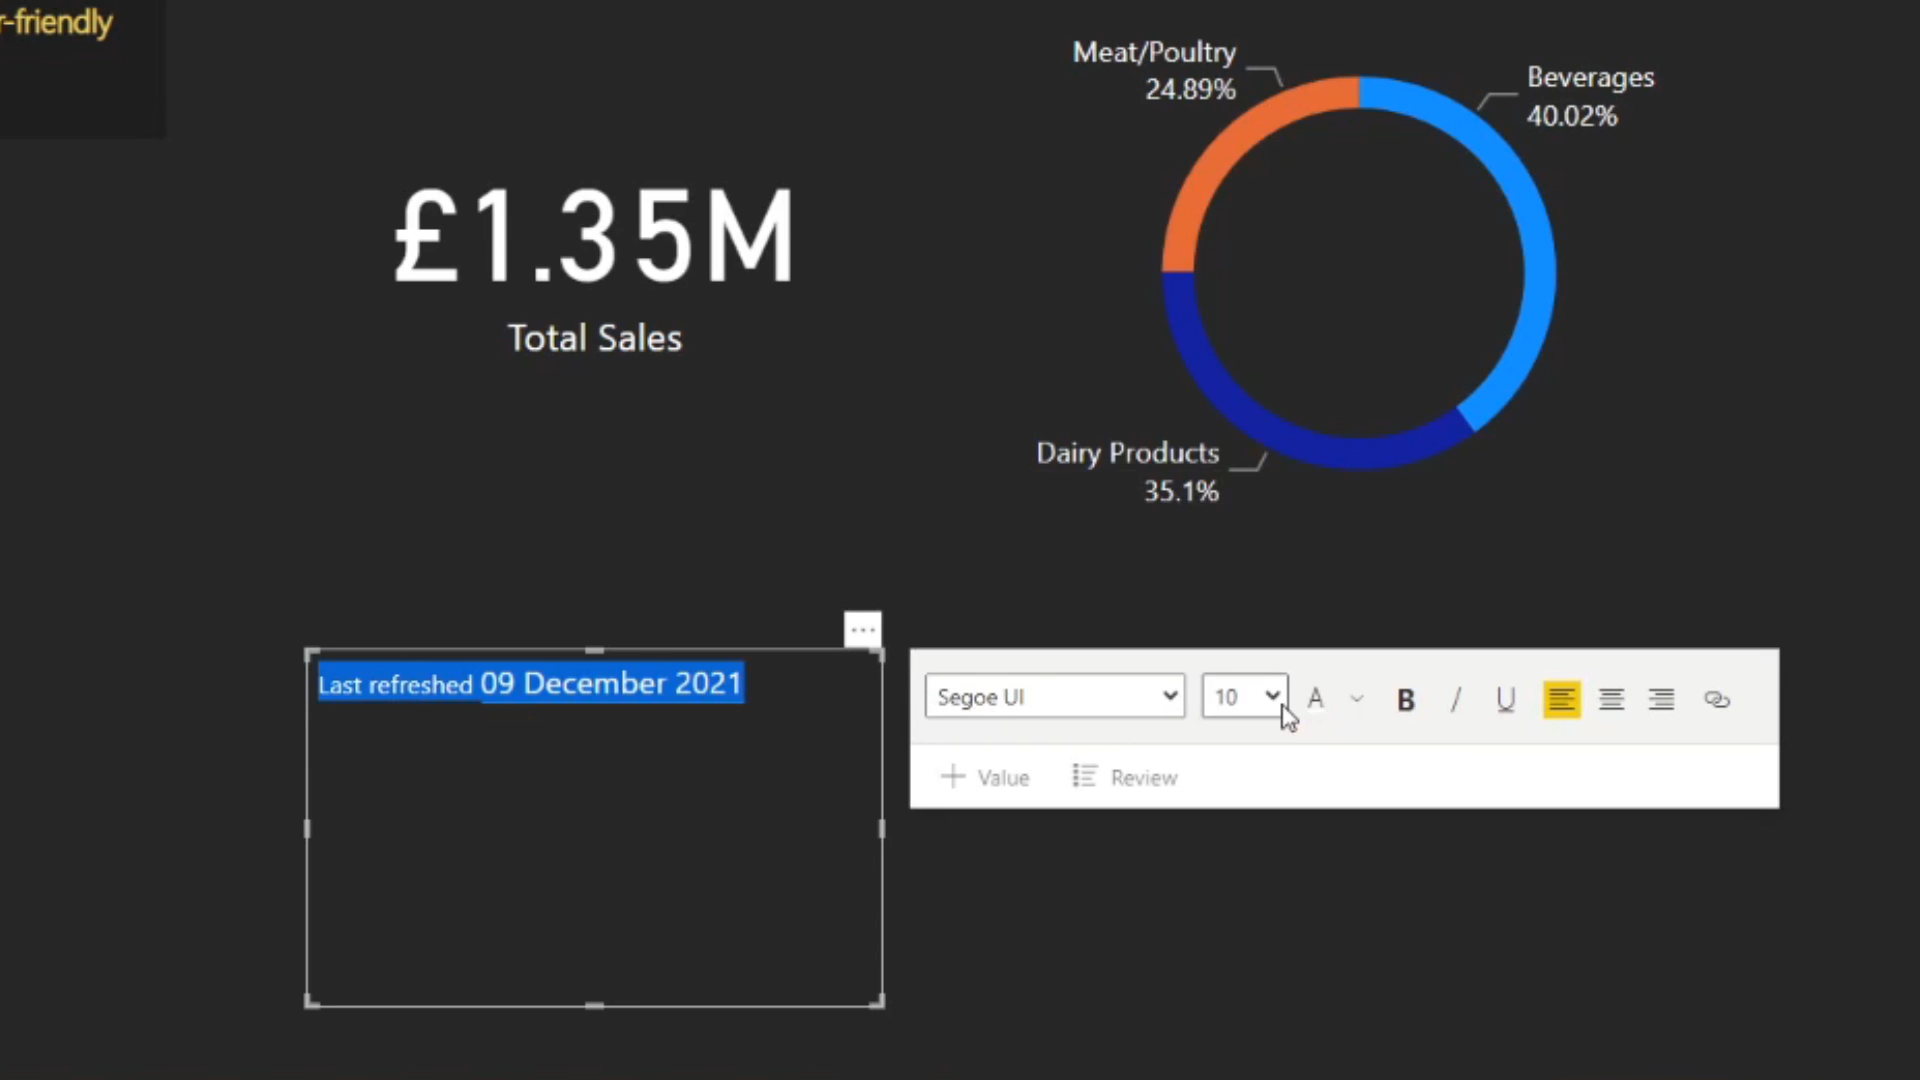 r-friendly
Meat/Poultry
24.89%
Beverages
40.02%
£1.35M
Total Sales
Dairy Products
35.1%
Last refreshed 09 December 2021
Segoe UI
10
A
B
/
U
Value
Review